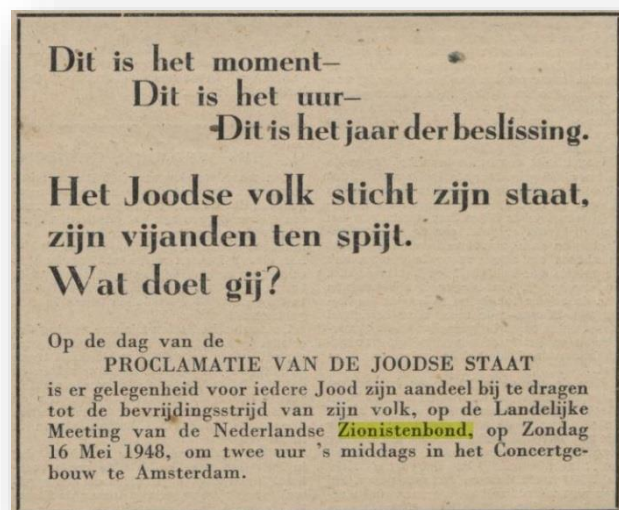 Dit is het moment—
Dit is het uur—
Dit is het jaar der beslissing.
Het Joodse volk sticht zijn staat,
zijn vijanden ten spijt.
Wat doet gij?
Op de dag van de
PROCLAMATIE VAN DE JOODSE STAAT
is er gelegenheid voor iedere Jood zijn aandeel bij te dragen
tot de bevrijdingsstrijd van zijn volk, op de Landelijke
Meeting van de Nederlandse Zionistenbond, op Zondag
16 Mei 1948, om twee uur 's middags in het Concertge-
bouw te Amsterdam.